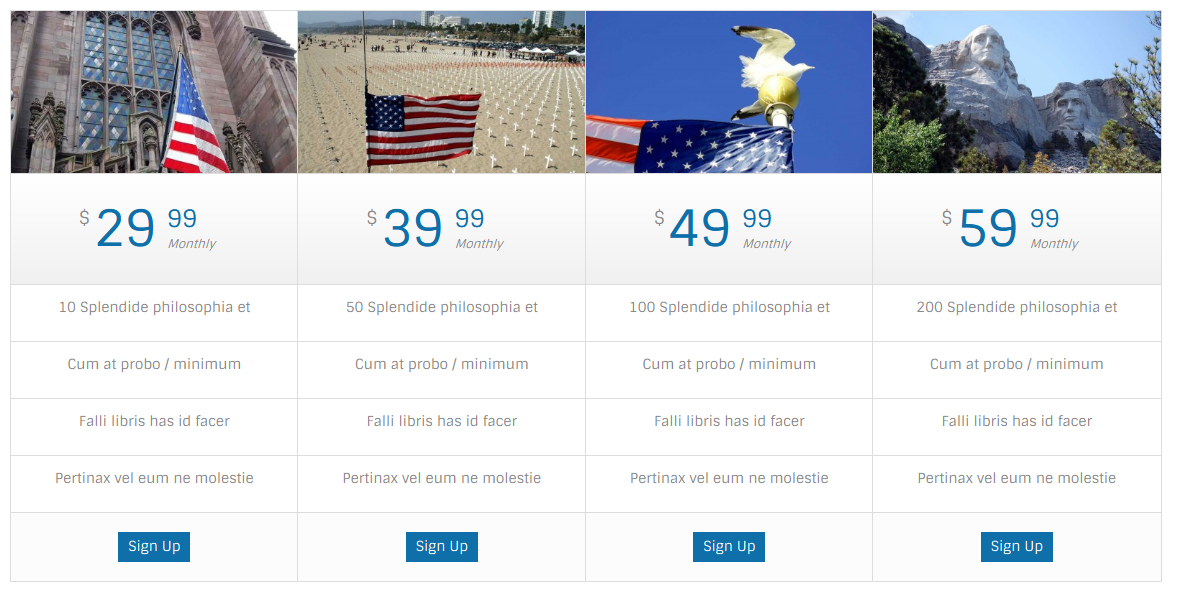 $ 29 99 Monthly
$ 39 99 Monthly
$ 49 99 Monthly
$ 59 99 Monthly
10 Splendide philosophia et
50 Splendide philosophia et
100 Splendide philosophia et
200 Splendide philosophia et
Cum at probo / minimum
Cum at probo / minimum
Cum at probo / minimum
Cum at probo / minimum
Falli libris has id facer
Falli libris has id facer
Falli libris has id facer
Falli libris has id facer
Pertinax vel eum ne molestie
Pertinax vel eum ne molestie
Pertinax vel eum ne molestie
Pertinax vel eum ne molestie
Sign Up
Sign Up
Sign Up
Sign Up